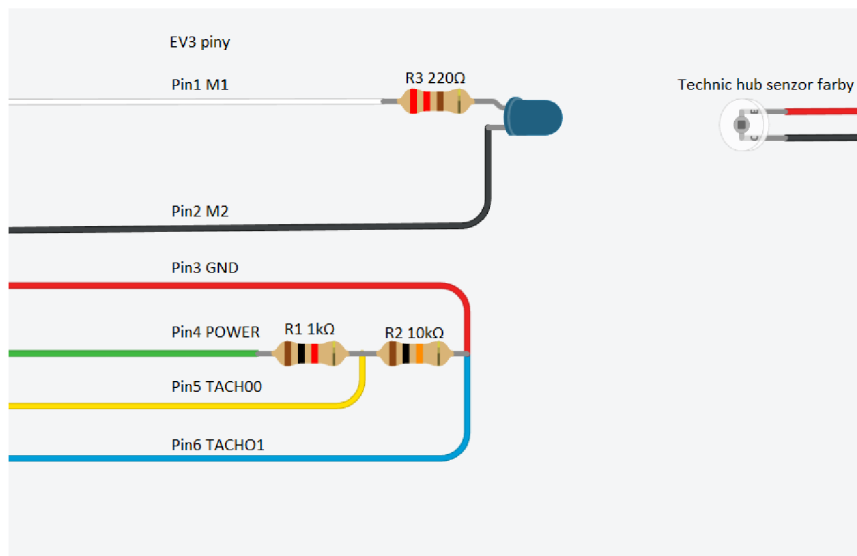 EV3 piny
Pin1 M1
R3 220Ω
Technic hub senzor farby
Pin2 M2
Pin3 GND
Pin4 POWER
R1 1kΩ
R2 10kΩ
Pin5 TACH00
Pin6 TACHO1